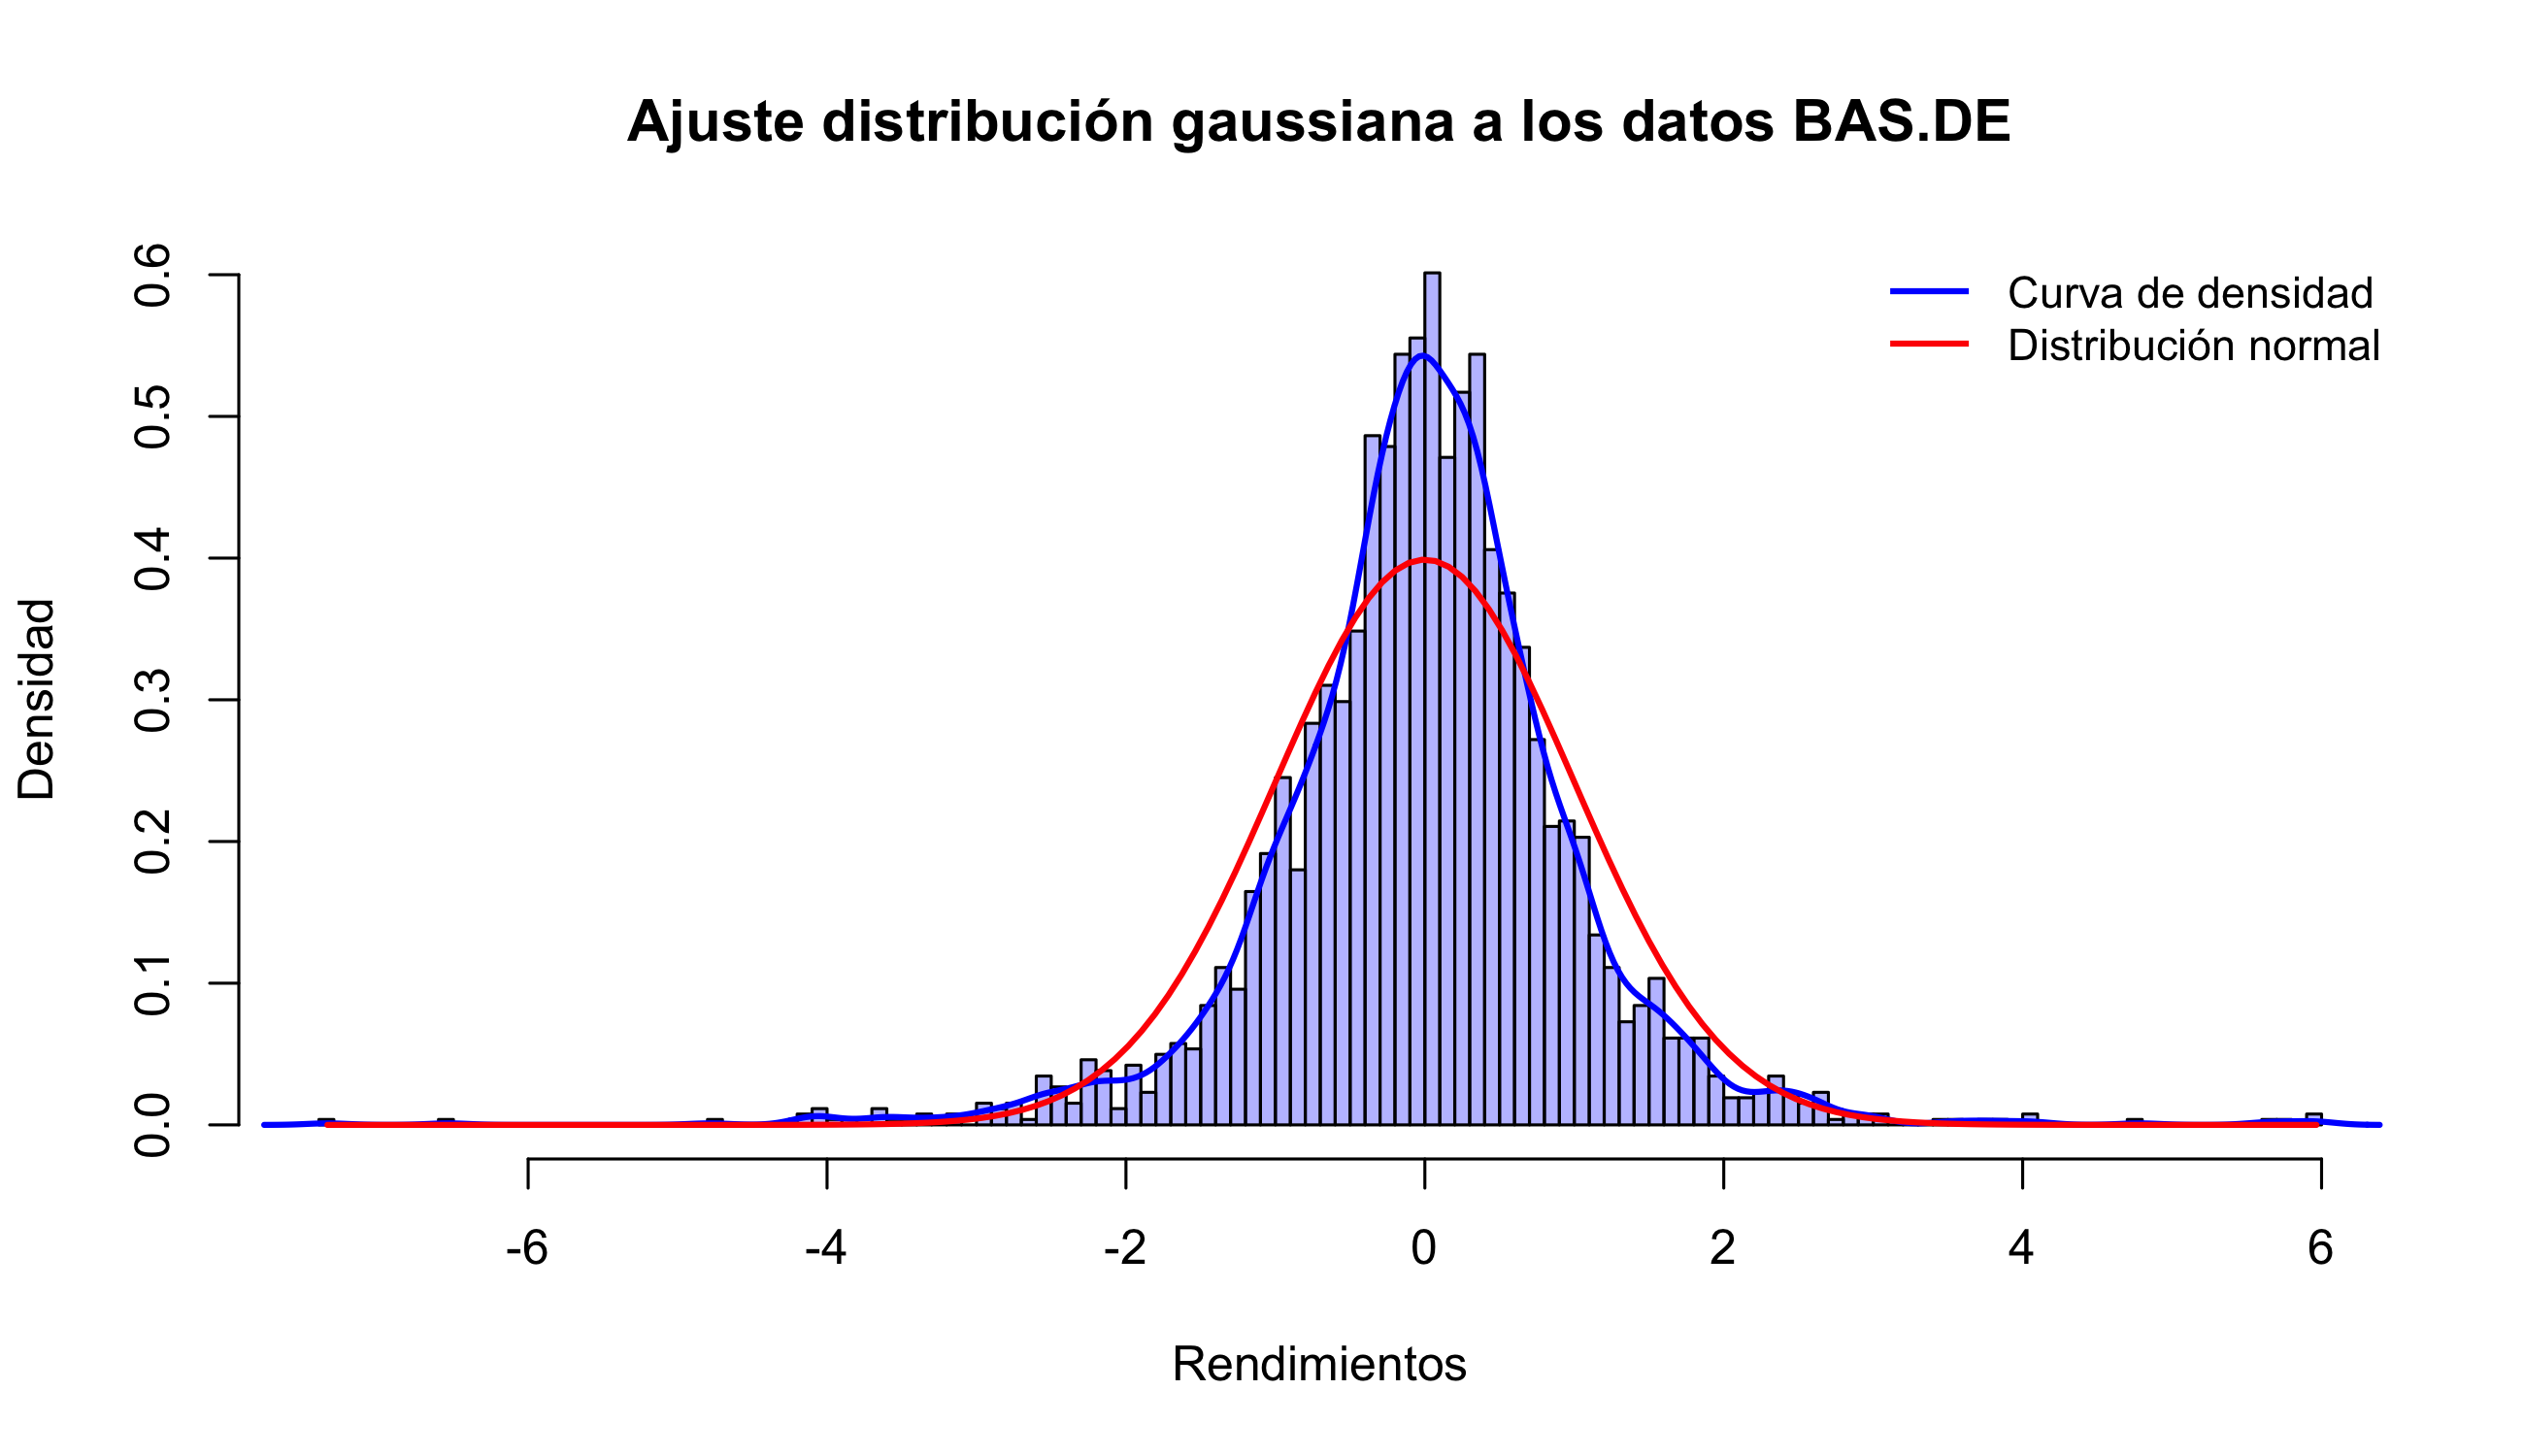 Ajuste distribución gaussiana a los datos BAS.DE
Curva de densidad
Distribución normal
Densidad
0.6
0.5
0.4
0.3
0.2
0.1
0.0
-6 -4 -2 0 2 4 6
Rendimientos